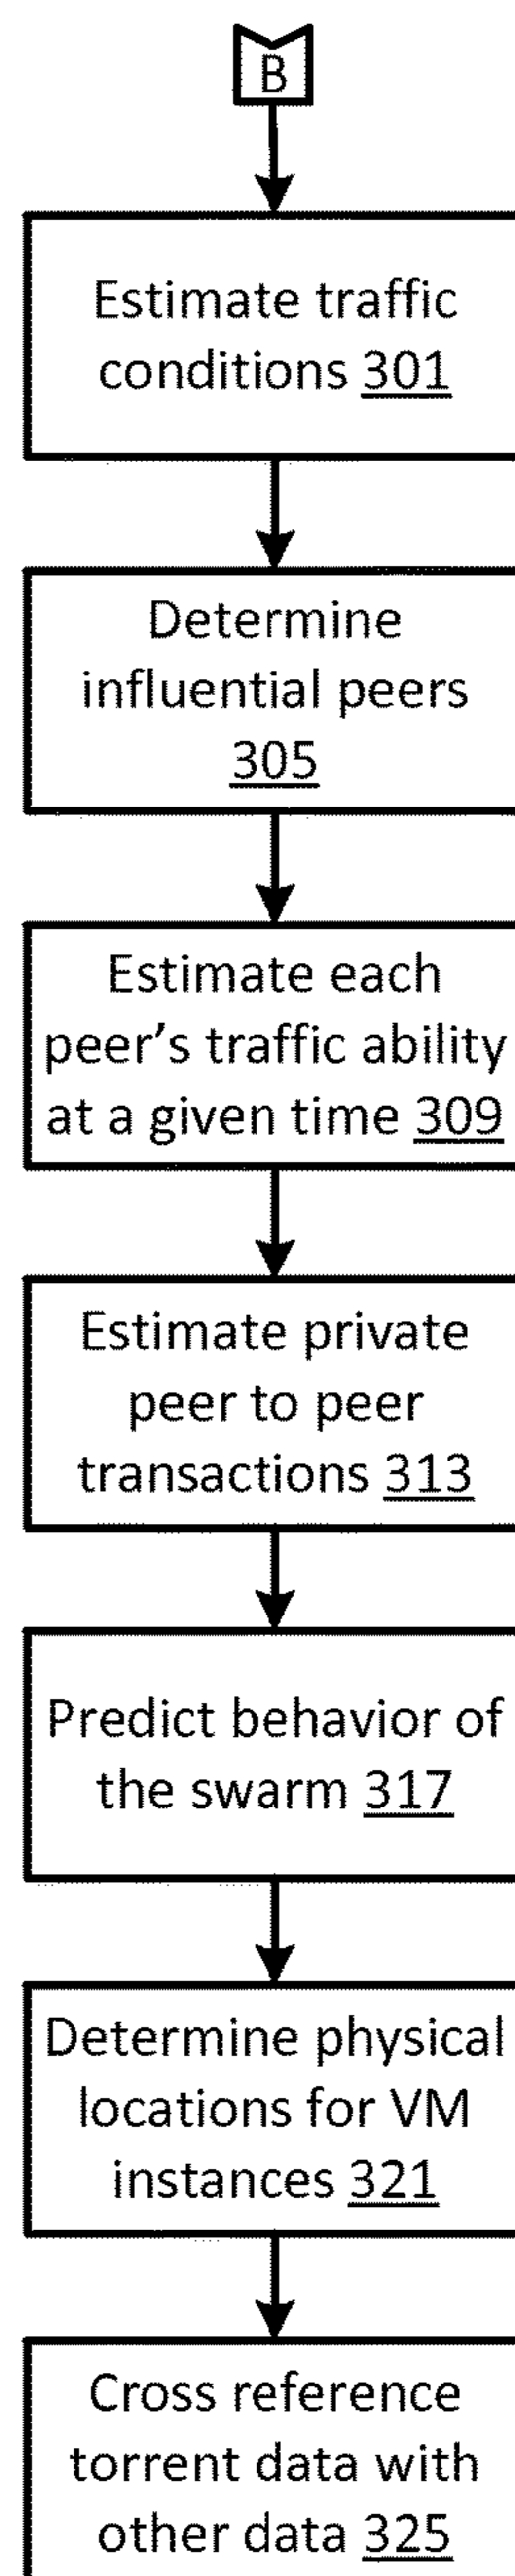 B
Estimate traffic
conditions 301
Determine
influential peers
305
Estimate each
peer’s traffic ability
at a given time 309
Estimate private
peer to peer
transactions 313
Predict behavior of
the swarm 317
Determine physical
locations for VM
instances 321
Cross reference
torrent data with
other data 325